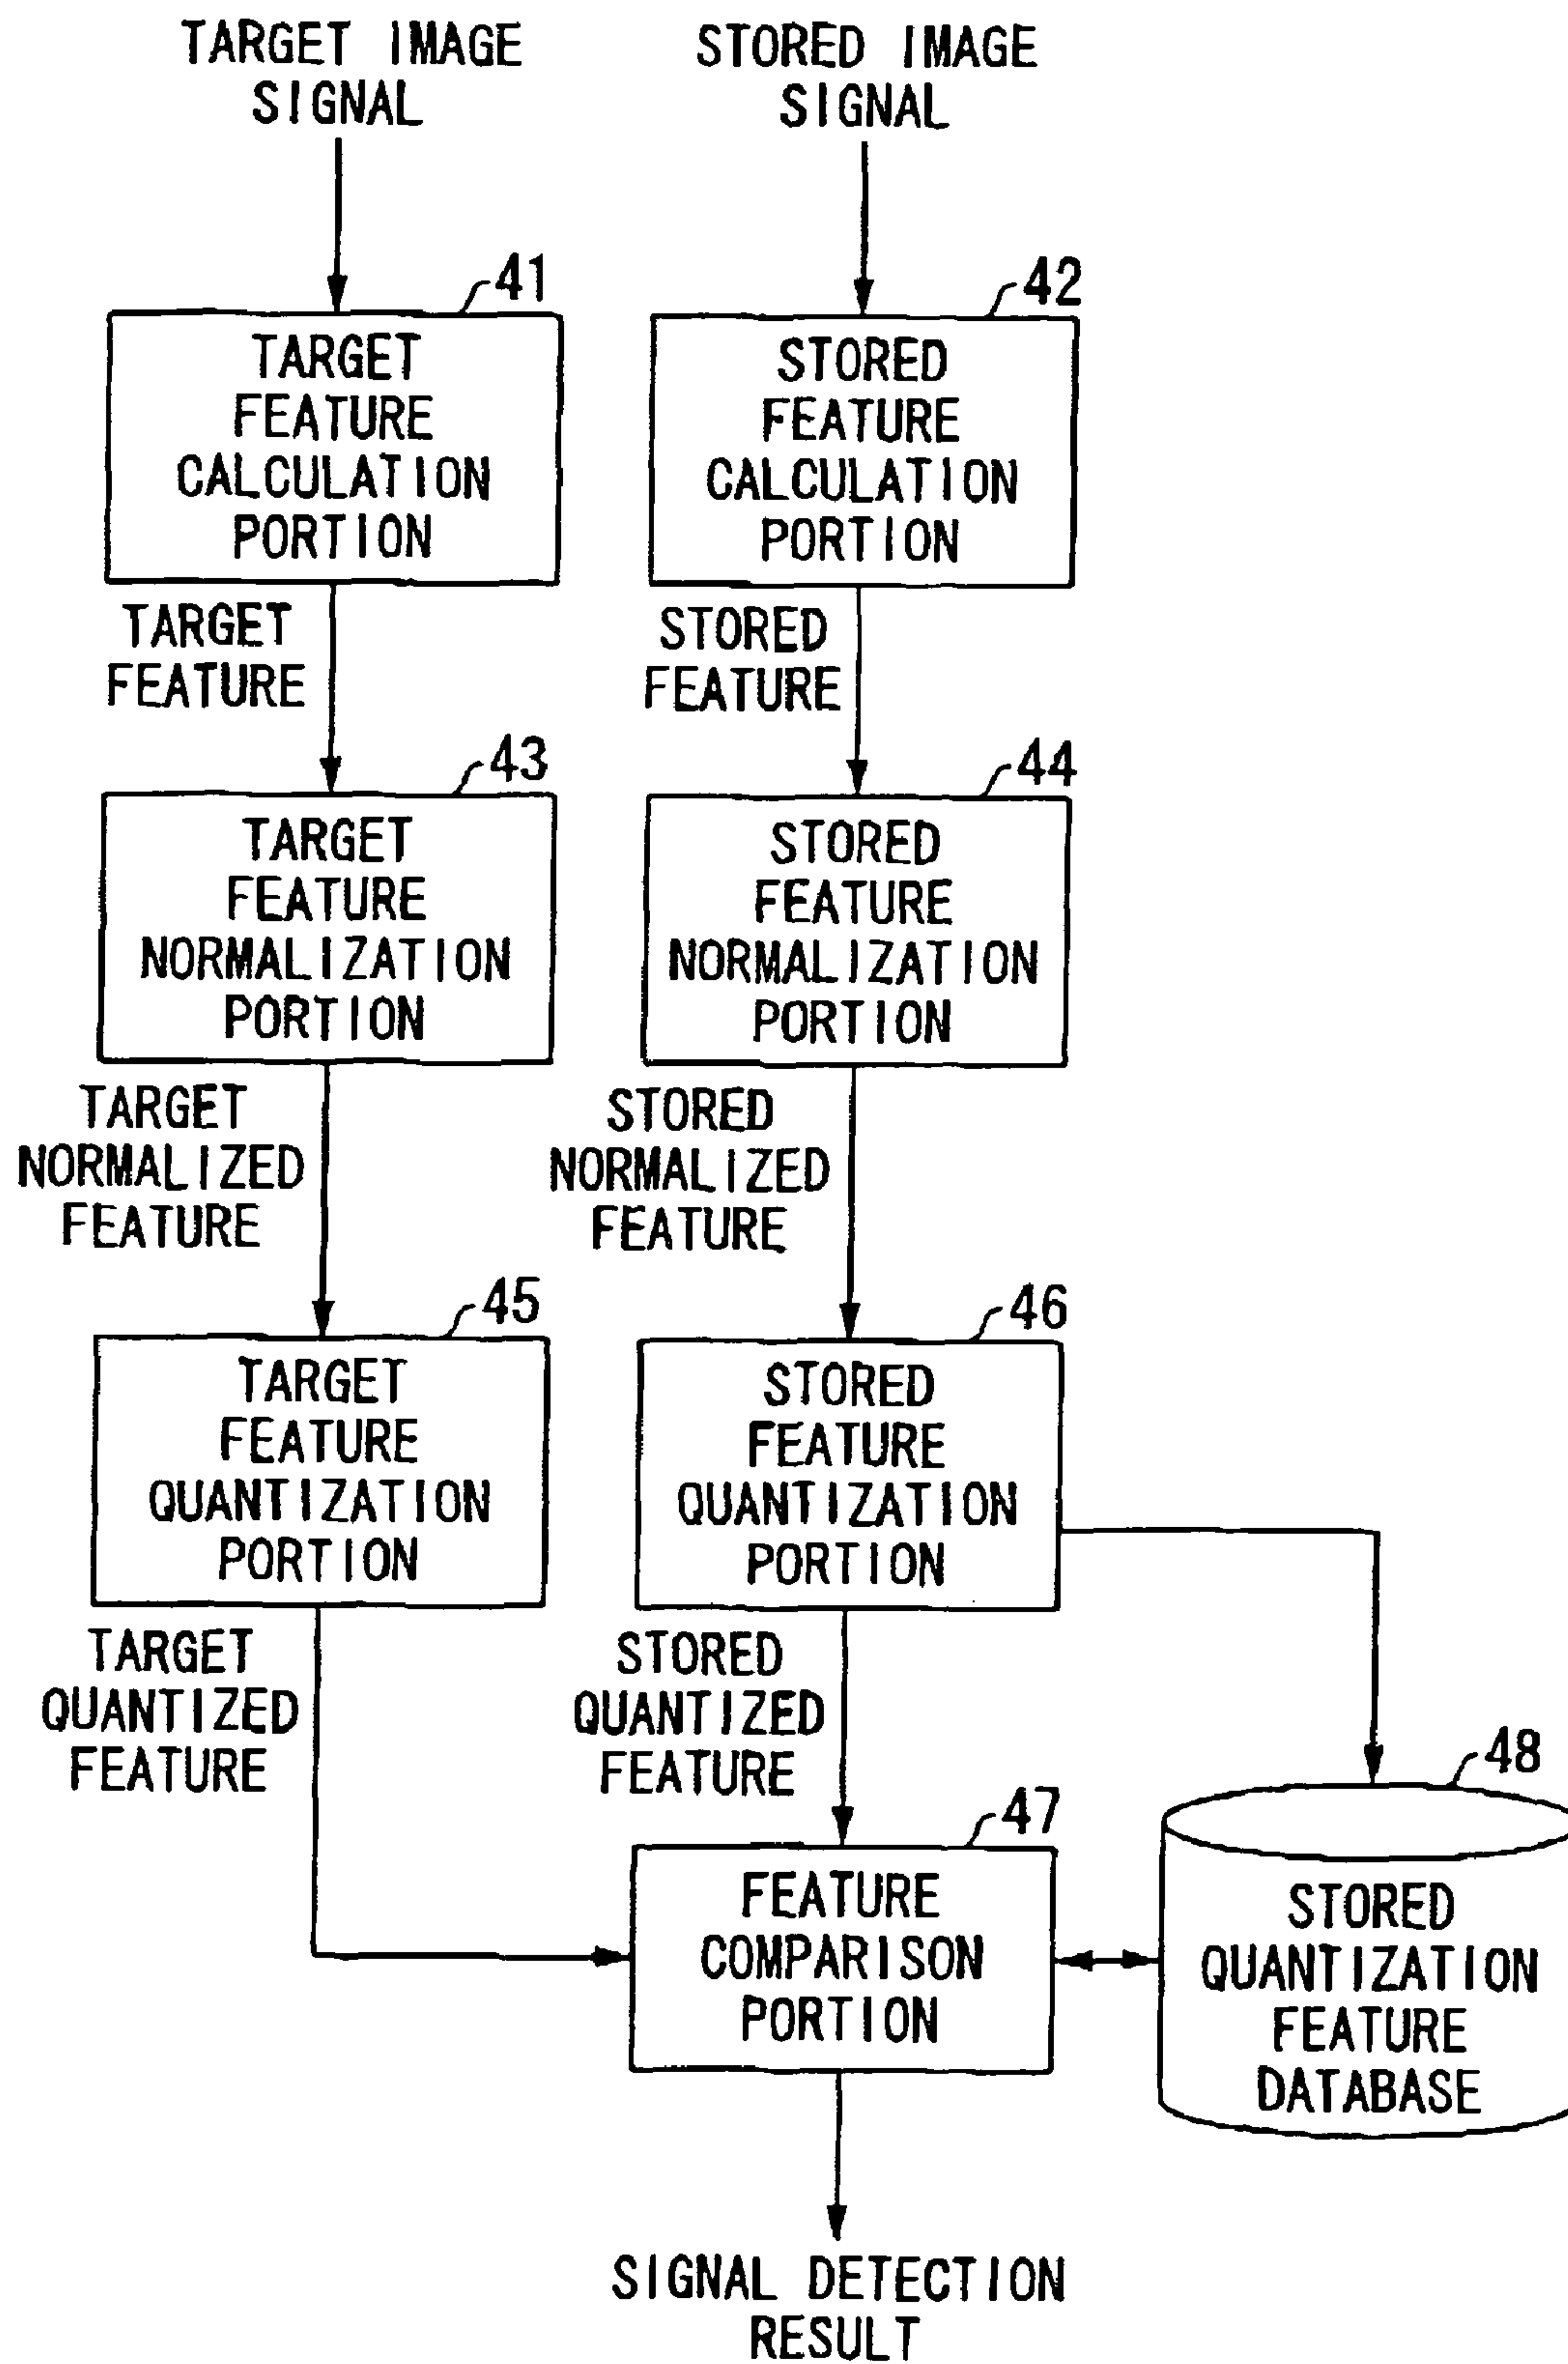 TARGET IMAGE
SIGNAL
STORED IMAGE
SIGNAL
41
TARGET
FEATURE
CALCULATION
PORTION
42
STORED
FEATURE
CALCULATION
PORTION
TARGET
FEATURE
STORED
FEATURE
43
TARGET
FEATURE
NORMALIZATION
PORTION
44
STORED
FEATURE
NORMALIZATION
PORTION
TARGET
NORMALIZED
FEATURE
STORED
NORMALIZED
FEATURE
45
TARGET
FEATURE
QUANTIZATION
PORTION
46
STORED
FEATURE
QUANTIZATION
PORTION
TARGET
QUANTIZED
FEATURE
STORED
QUANTIZED
FEATURE
47
FEATURE
COMPARISON
PORTION
48
STORED
QUANTIZATION
FEATURE
DATABASE
SIGNAL DETECTION
RESULT